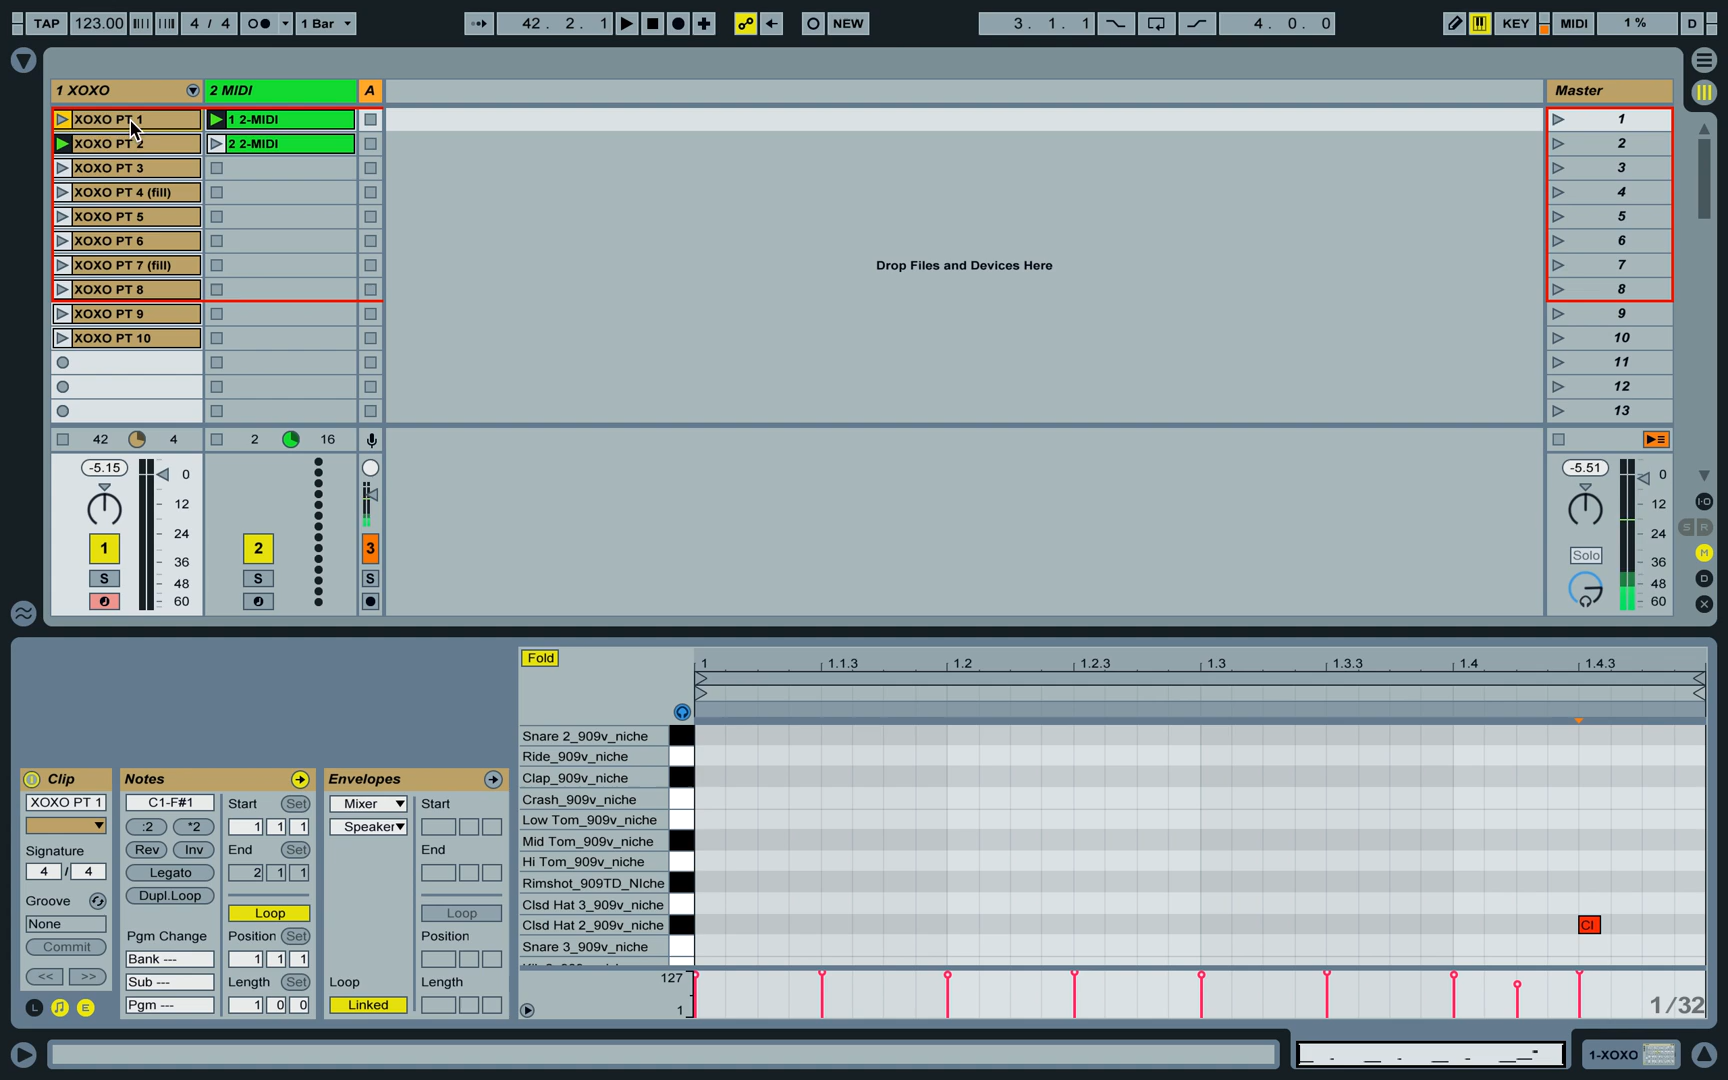 TAP 123.00 4 / 4 1 Bar 42 . 2 . 1 NEW 3 . 1 . 1 4 . 0 . 0 KEY MIDI 1 % D
1 XOXO 2 MIDI A Master
XOXO PT 1 1 2-MIDI 1
XOXO PT 2 2 2-MIDI 2
XOXO PT 3 3
XOXO PT 4 (fill) 4
XOXO PT 5 5
XOXO PT 6 6
Drop Files and Devices Here
XOXO PT 7 (fill) 7
XOXO PT 8 8
XOXO PT 9 9
XOXO PT 10 10
11
12
13
42 4 2 16
-5.15 0 -5.51 0
12 12
24 24
1 2 3 Solo
36 36
S S S 48 48
60 60
I-O
S R
M
D
X
Fold 1 1.1.3 1.2 1.2.3 1.3 1.3.3 1.4 1.4.3
Snare 2_909v_niche
Ride_909v_niche
Clap_909v_niche
Crash_909v_niche
Low Tom_909v_niche
Mid Tom_909v_niche
Hi Tom_909v_niche
Rimshot_909TD_NIche
Clsd Hat 3_909v_niche
Clsd Hat 2_909v_niche Cl
Snare 3_909v_niche
127
1 1/32
Clip Notes Envelopes
XOXO PT 1 C1-F#1 Start Set Mixer Start
:2 *2 1 1 1 Speaker
Signature Rev Inv End Set End
4 / 4 Legato 2 1 1
Groove Dupl.Loop Loop Loop
None Pgm Change Position Set Position
Commit Bank --- 1 1 1
<< >> Sub --- Length Set Loop Length
L E Pgm --- 1 0 0 Linked
1-XOXO